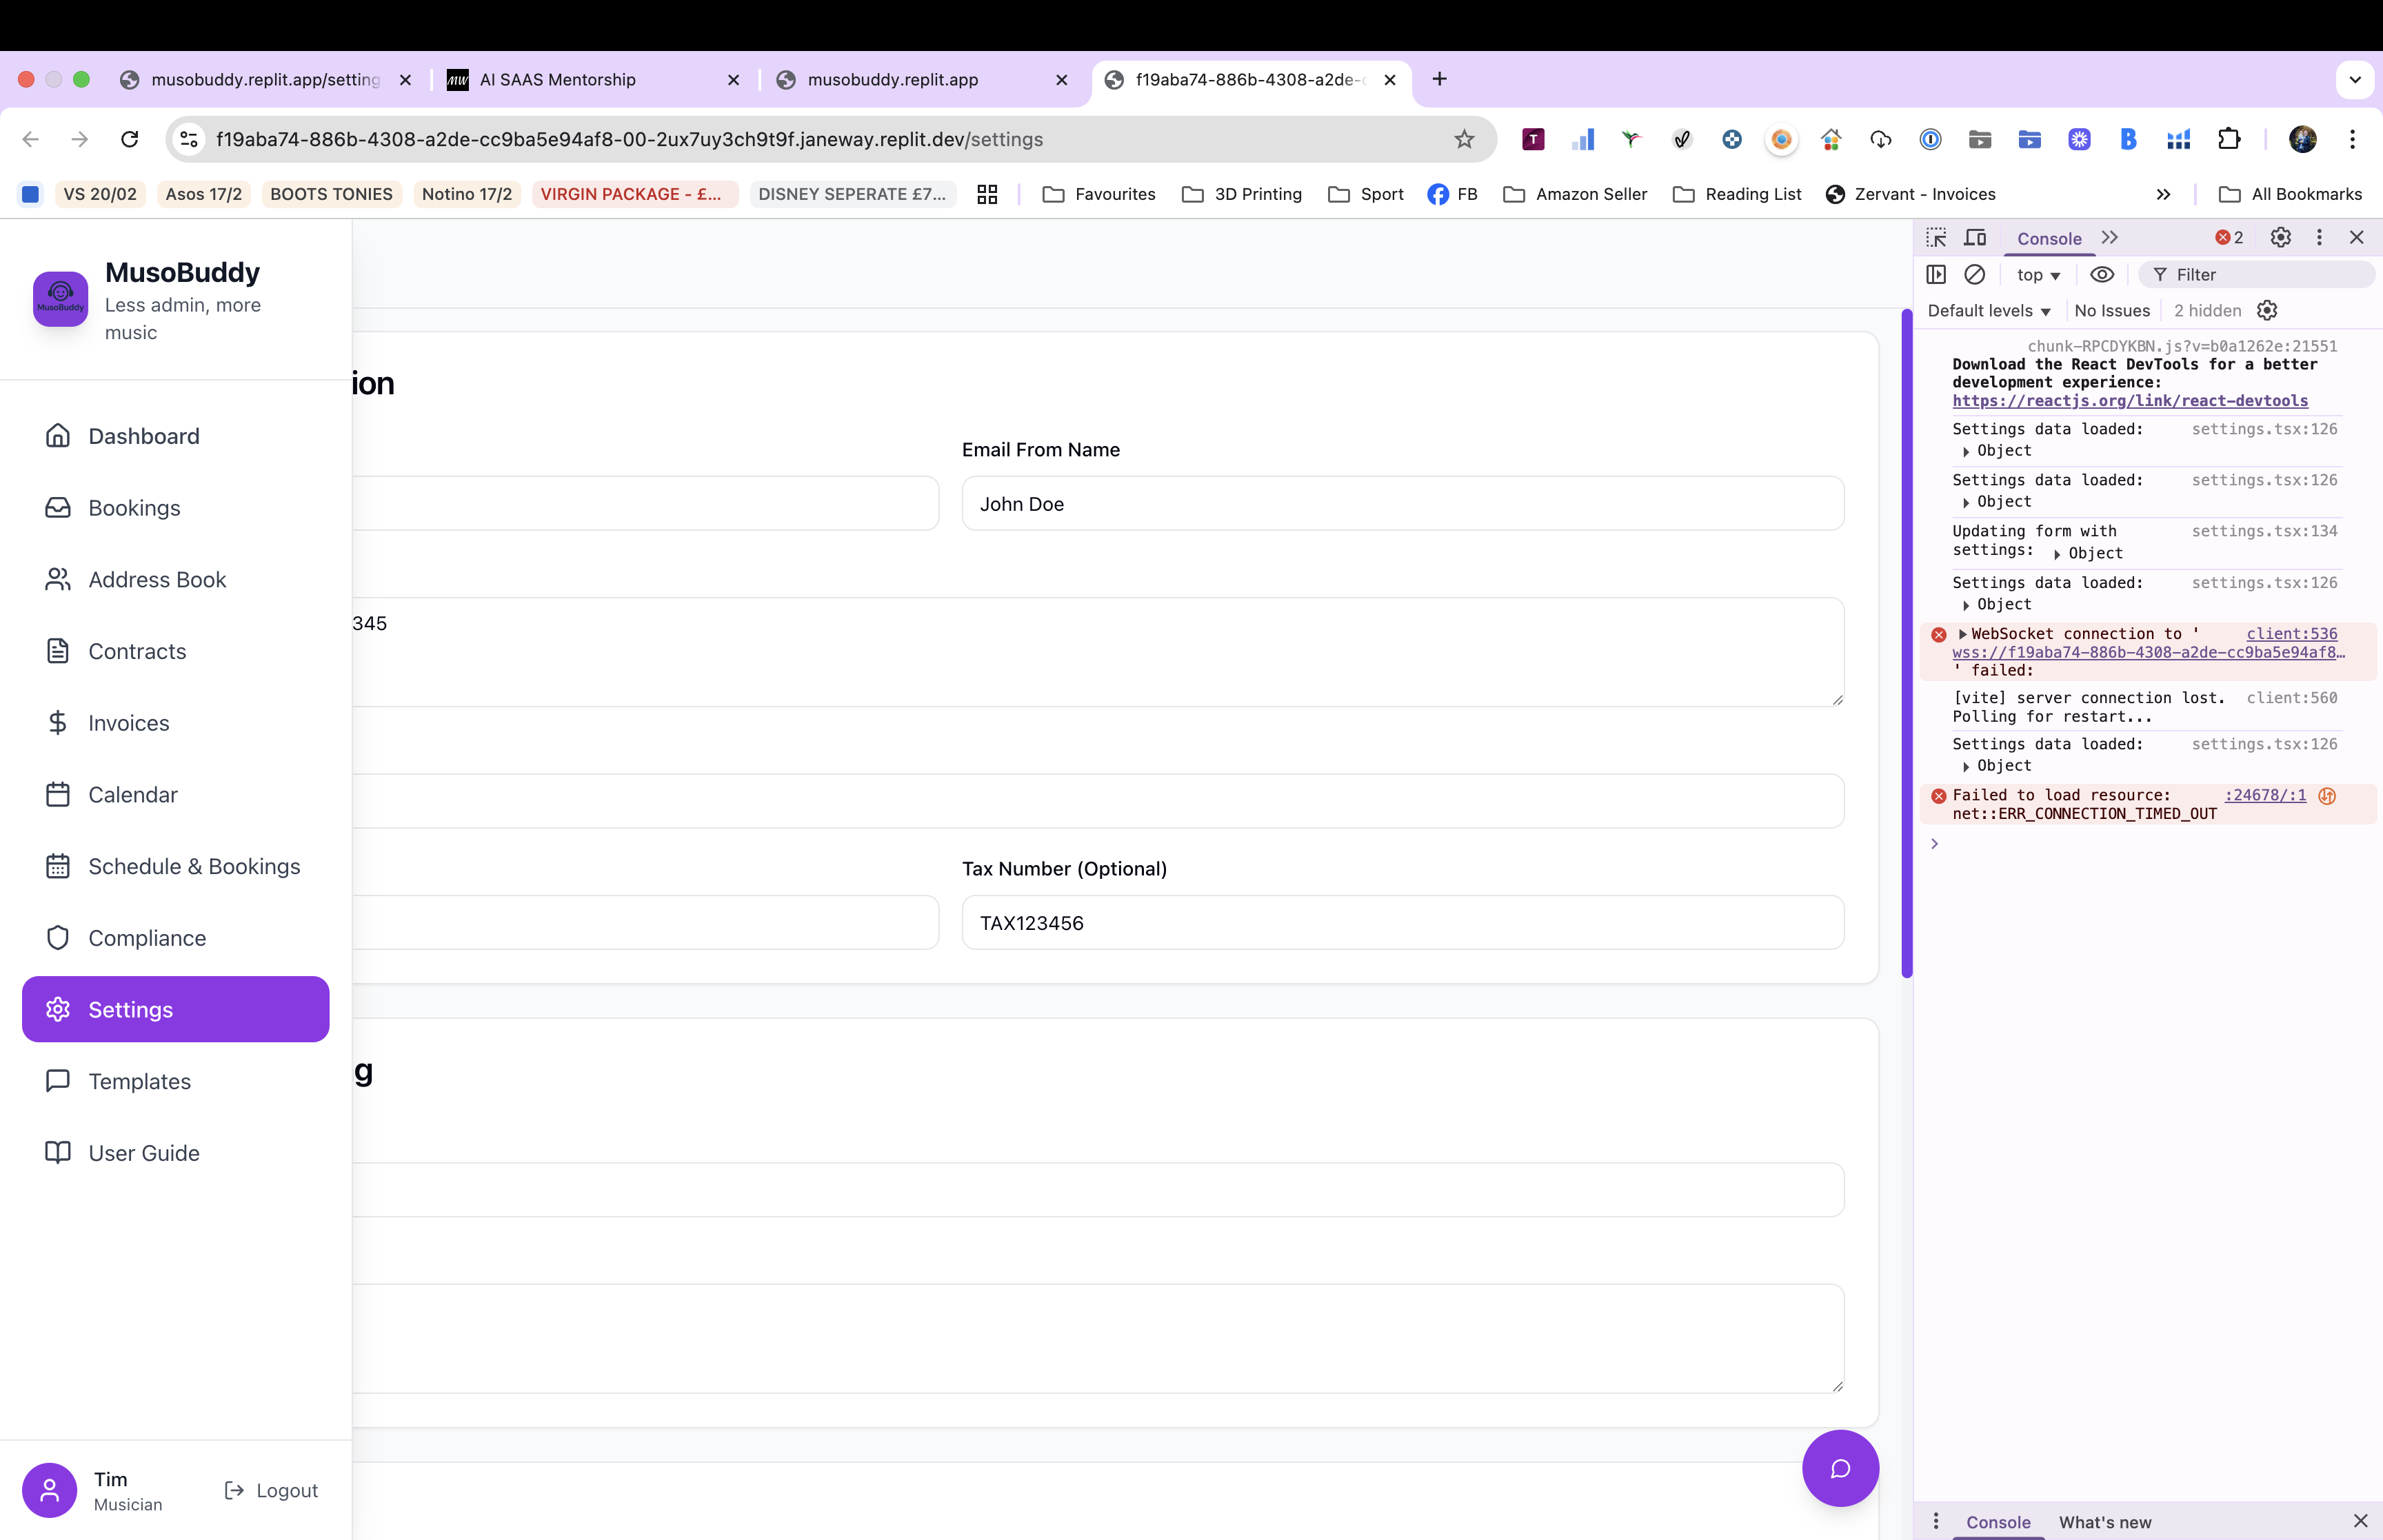 musobuddy.replit.app/setting
AI SAAS Mentorship
musobuddy.replit.app
f19aba74-886b-4308-a2de-c
f19aba74-886b-4308-a2de-cc9ba5e94af8-00-2ux7uy3ch9t9f.janeway.replit.dev/settings
VS 20/02
Asos 17/2
BOOTS TONIES
Notino 17/2
VIRGIN PACKAGE - £...
DISNEY SEPERATE £7...
Favourites
3D Printing
Sport
FB
Amazon Seller
Reading List
Zervant - Invoices
All Bookmarks
MusoBuddy
MusoBuddy
Less admin, more
music
Dashboard
Bookings
Address Book
Contracts
Invoices
Calendar
Schedule & Bookings
Compliance
Settings
Templates
User Guide
Tim
Musician
Logout
ion
Email From Name
John Doe
345
Tax Number (Optional)
TAX123456
g
Console
2
top
Filter
Default levels
No Issues
2 hidden
chunk-RPCDYKBN.js?v=b0a1262e:21551
Download the React DevTools for a better
development experience:
https://reactjs.org/link/react-devtools
Settings data loaded: settings.tsx:126
Object
Settings data loaded: settings.tsx:126
Object
Updating form with settings.tsx:134
settings: Object
Settings data loaded: settings.tsx:126
Object
WebSocket connection to ' client:536
wss://f19aba74-886b-4308-a2de-cc9ba5e94af8…
' failed:
[vite] server connection lost. client:560
Polling for restart...
Settings data loaded: settings.tsx:126
Object
Failed to load resource: :24678/:1
net::ERR_CONNECTION_TIMED_OUT
Console
What's new